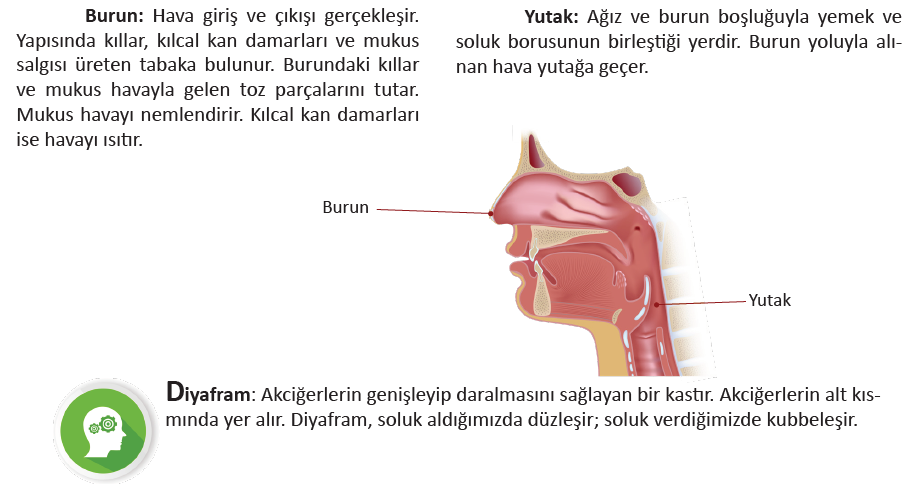 Burun: Hava giriş ve çıkışı gerçekleşir.
Yapısında kıllar, kılcal kan damarları ve mukus
salgısı üreten tabaka bulunur. Burundaki kıllar
ve mukus havayla gelen toz parçalarını tutar.
Mukus havayı nemlendirir. Kılcal kan damarları
ise havayı ısıtır.
Yutak: Ağız ve burun boşluğuyla yemek ve
soluk borusunun birleştiği yerdir. Burun yoluyla alı-
nan hava yutağa geçer.
Burun
Yutak
Diyafram: Akciğerlerin genişleyip daralmasını sağlayan bir kastır. Akciğerlerin alt kıs-
mında yer alır. Diyafram, soluk aldığımızda düzleşir; soluk verdiğimizde kubbeleşir.